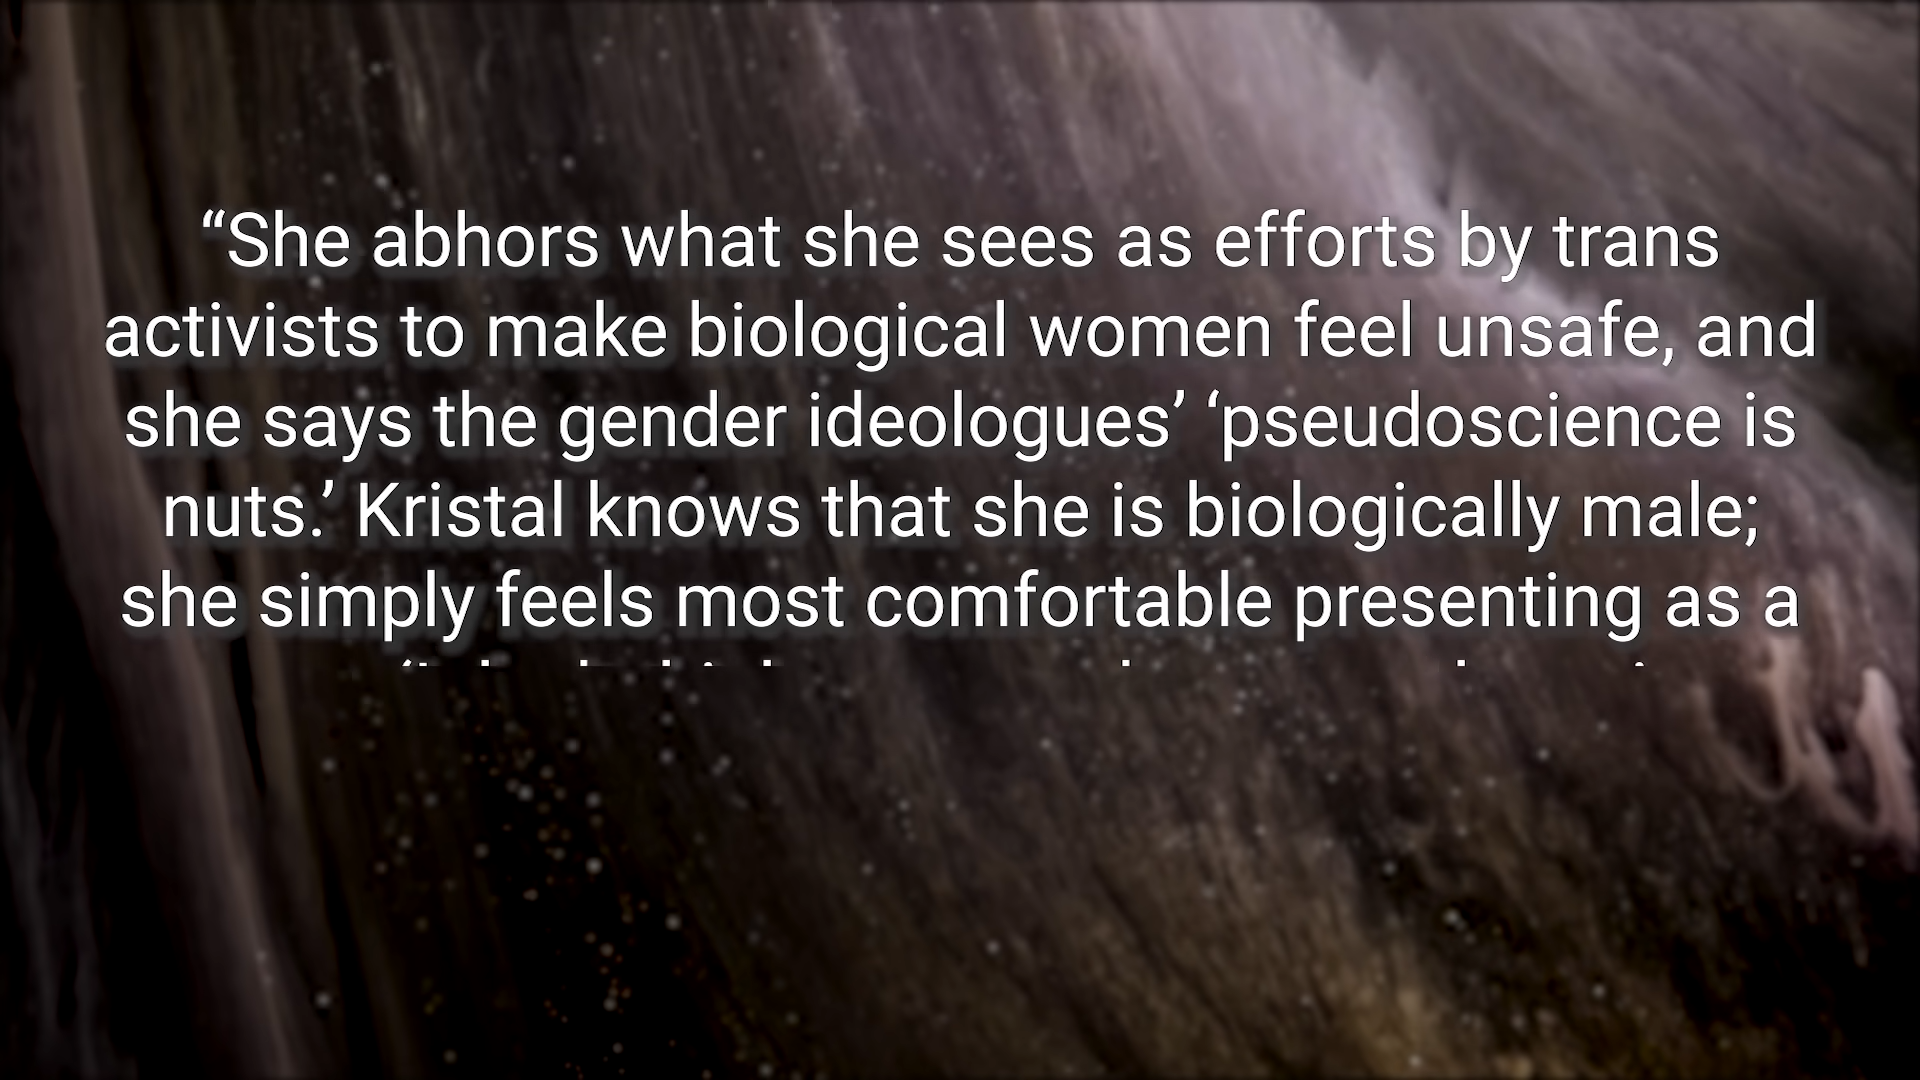 “She abhors what she sees as efforts by trans
activists to make biological women feel unsafe, and
she says the gender ideologues’ ‘pseudoscience is
nuts.’ Kristal knows that she is biologically male;
she simply feels most comfortable presenting as a